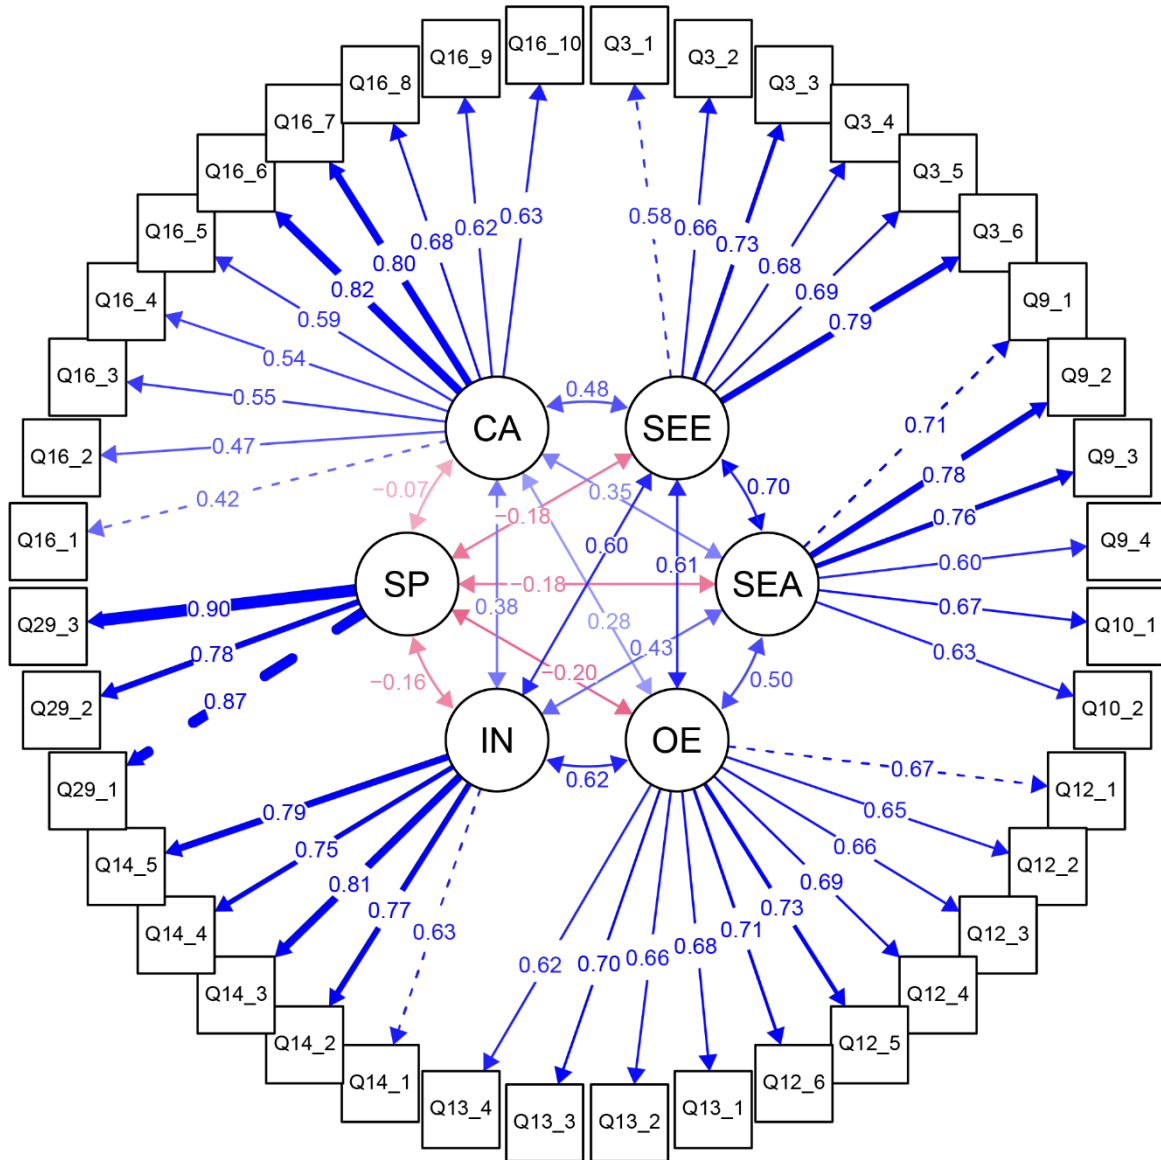 Q16_10
Q3_1
Q16_9
Q3_2
Q16_8
Q3_3
Q16_7
Q3_4
Q16_6
Q3_5
Q16_5
Q3_6
Q16_4
Q9_1
Q16_3
Q9_2
Q16_2
Q9_3
Q16_1
Q9_4
Q29_3
Q10_1
Q29_2
Q10_2
Q29_1
Q12_1
Q14_5
Q12_2
Q14_4
Q12_3
Q14_3
Q12_4
Q14_2
Q12_5
Q14_1
Q12_6
Q13_4
Q13_3
Q13_2
Q13_1
CA
SEE
SP
SEA
IN
OE
0.63
0.62
0.68
0.80
0.82
0.59
0.54
0.55
0.47
0.42
0.58
0.66
0.73
0.68
0.69
0.79
0.71
0.78
0.76
0.60
0.67
0.63
0.48
−0.07
−0.18
0.35
0.70
0.60
0.61
−0.18
0.38
0.28
0.43
−0.20
−0.16
0.50
0.62
0.90
0.78
0.87
0.79
0.75
0.81
0.77
0.63
0.67
0.65
0.66
0.69
0.73
0.71
0.68
0.66
0.70
0.62